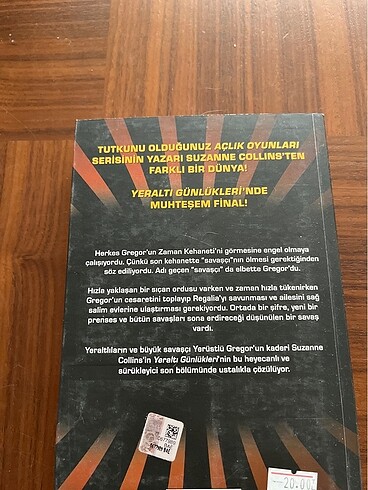 TUTKUNU OLDUĞUNUZ AÇLIK OYUNLARI
SERİSİNİN YAZARI SUZANNE COLLINS'TEN
FARKLI BİR DÜNYA!
YERALTI GÜNLÜKLERİ'NDE
MUHTEŞEM FİNAL!
Herkes Gregor'un Zaman Kehaneti'ni görmesine engel olmaya
çalışıyordu. Çünkü son kehanette "savaşçı"nın ölmesi gerektiğinden
söz ediliyordu. Adı geçen "savaşçı" da elbette Gregor'du.
Hızla yaklaşan bir sıçan ordusu varken ve zaman hızla tükenirken
Gregor'un cesaretini toplayıp Regalia'yı savunması ve ailesini sağ
salim evlerine ulaştırması gerekiyordu. Ortada bir şifre, yeni bir
prenses ve bütün savaşları sona erdireceği düşünülen bir savaş
vardı.
Yeraltılıların ve büyük savaşçı Yerüstlü Gregor'un kaderi Suzanne
Collins'in Yeraltı Günlükleri'nin bu heyecanlı ve
sürükleyici son bölümünde ustalıkla çözülüyor.